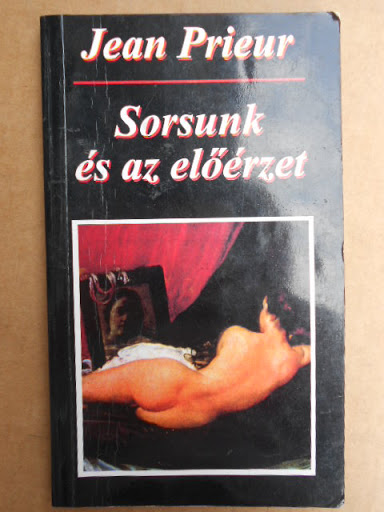 Jean Prieur
Sorsunk
és az előérzet